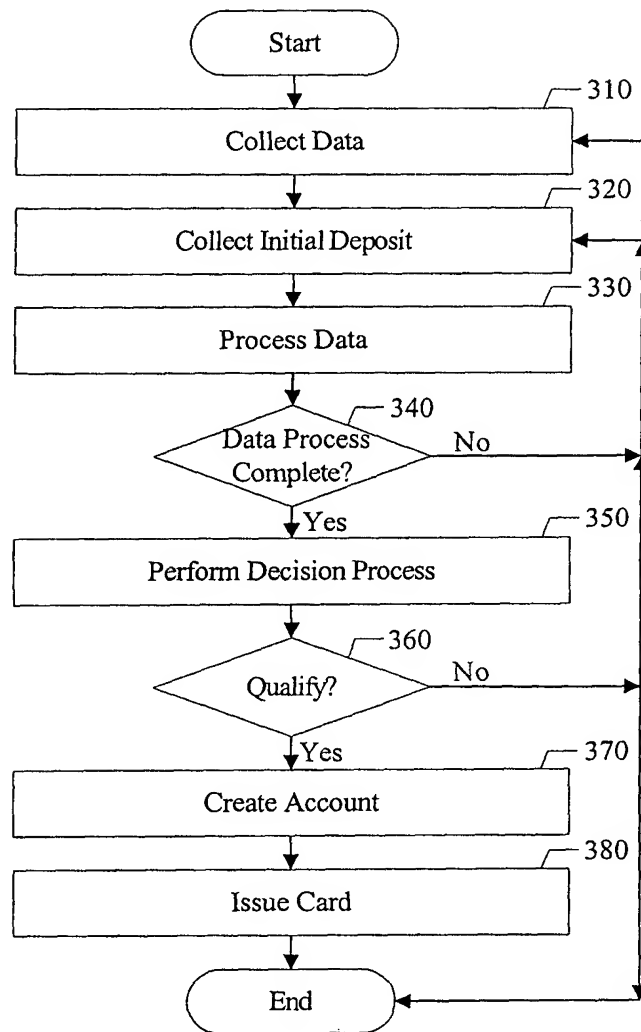 Start
310
Collect Data
320
Collect Initial Deposit
330
Process Data
340
Data Process
Complete?
No
Yes
350
Perform Decision Process
360
Qualify?
No
Yes
370
Create Account
380
Issue Card
End